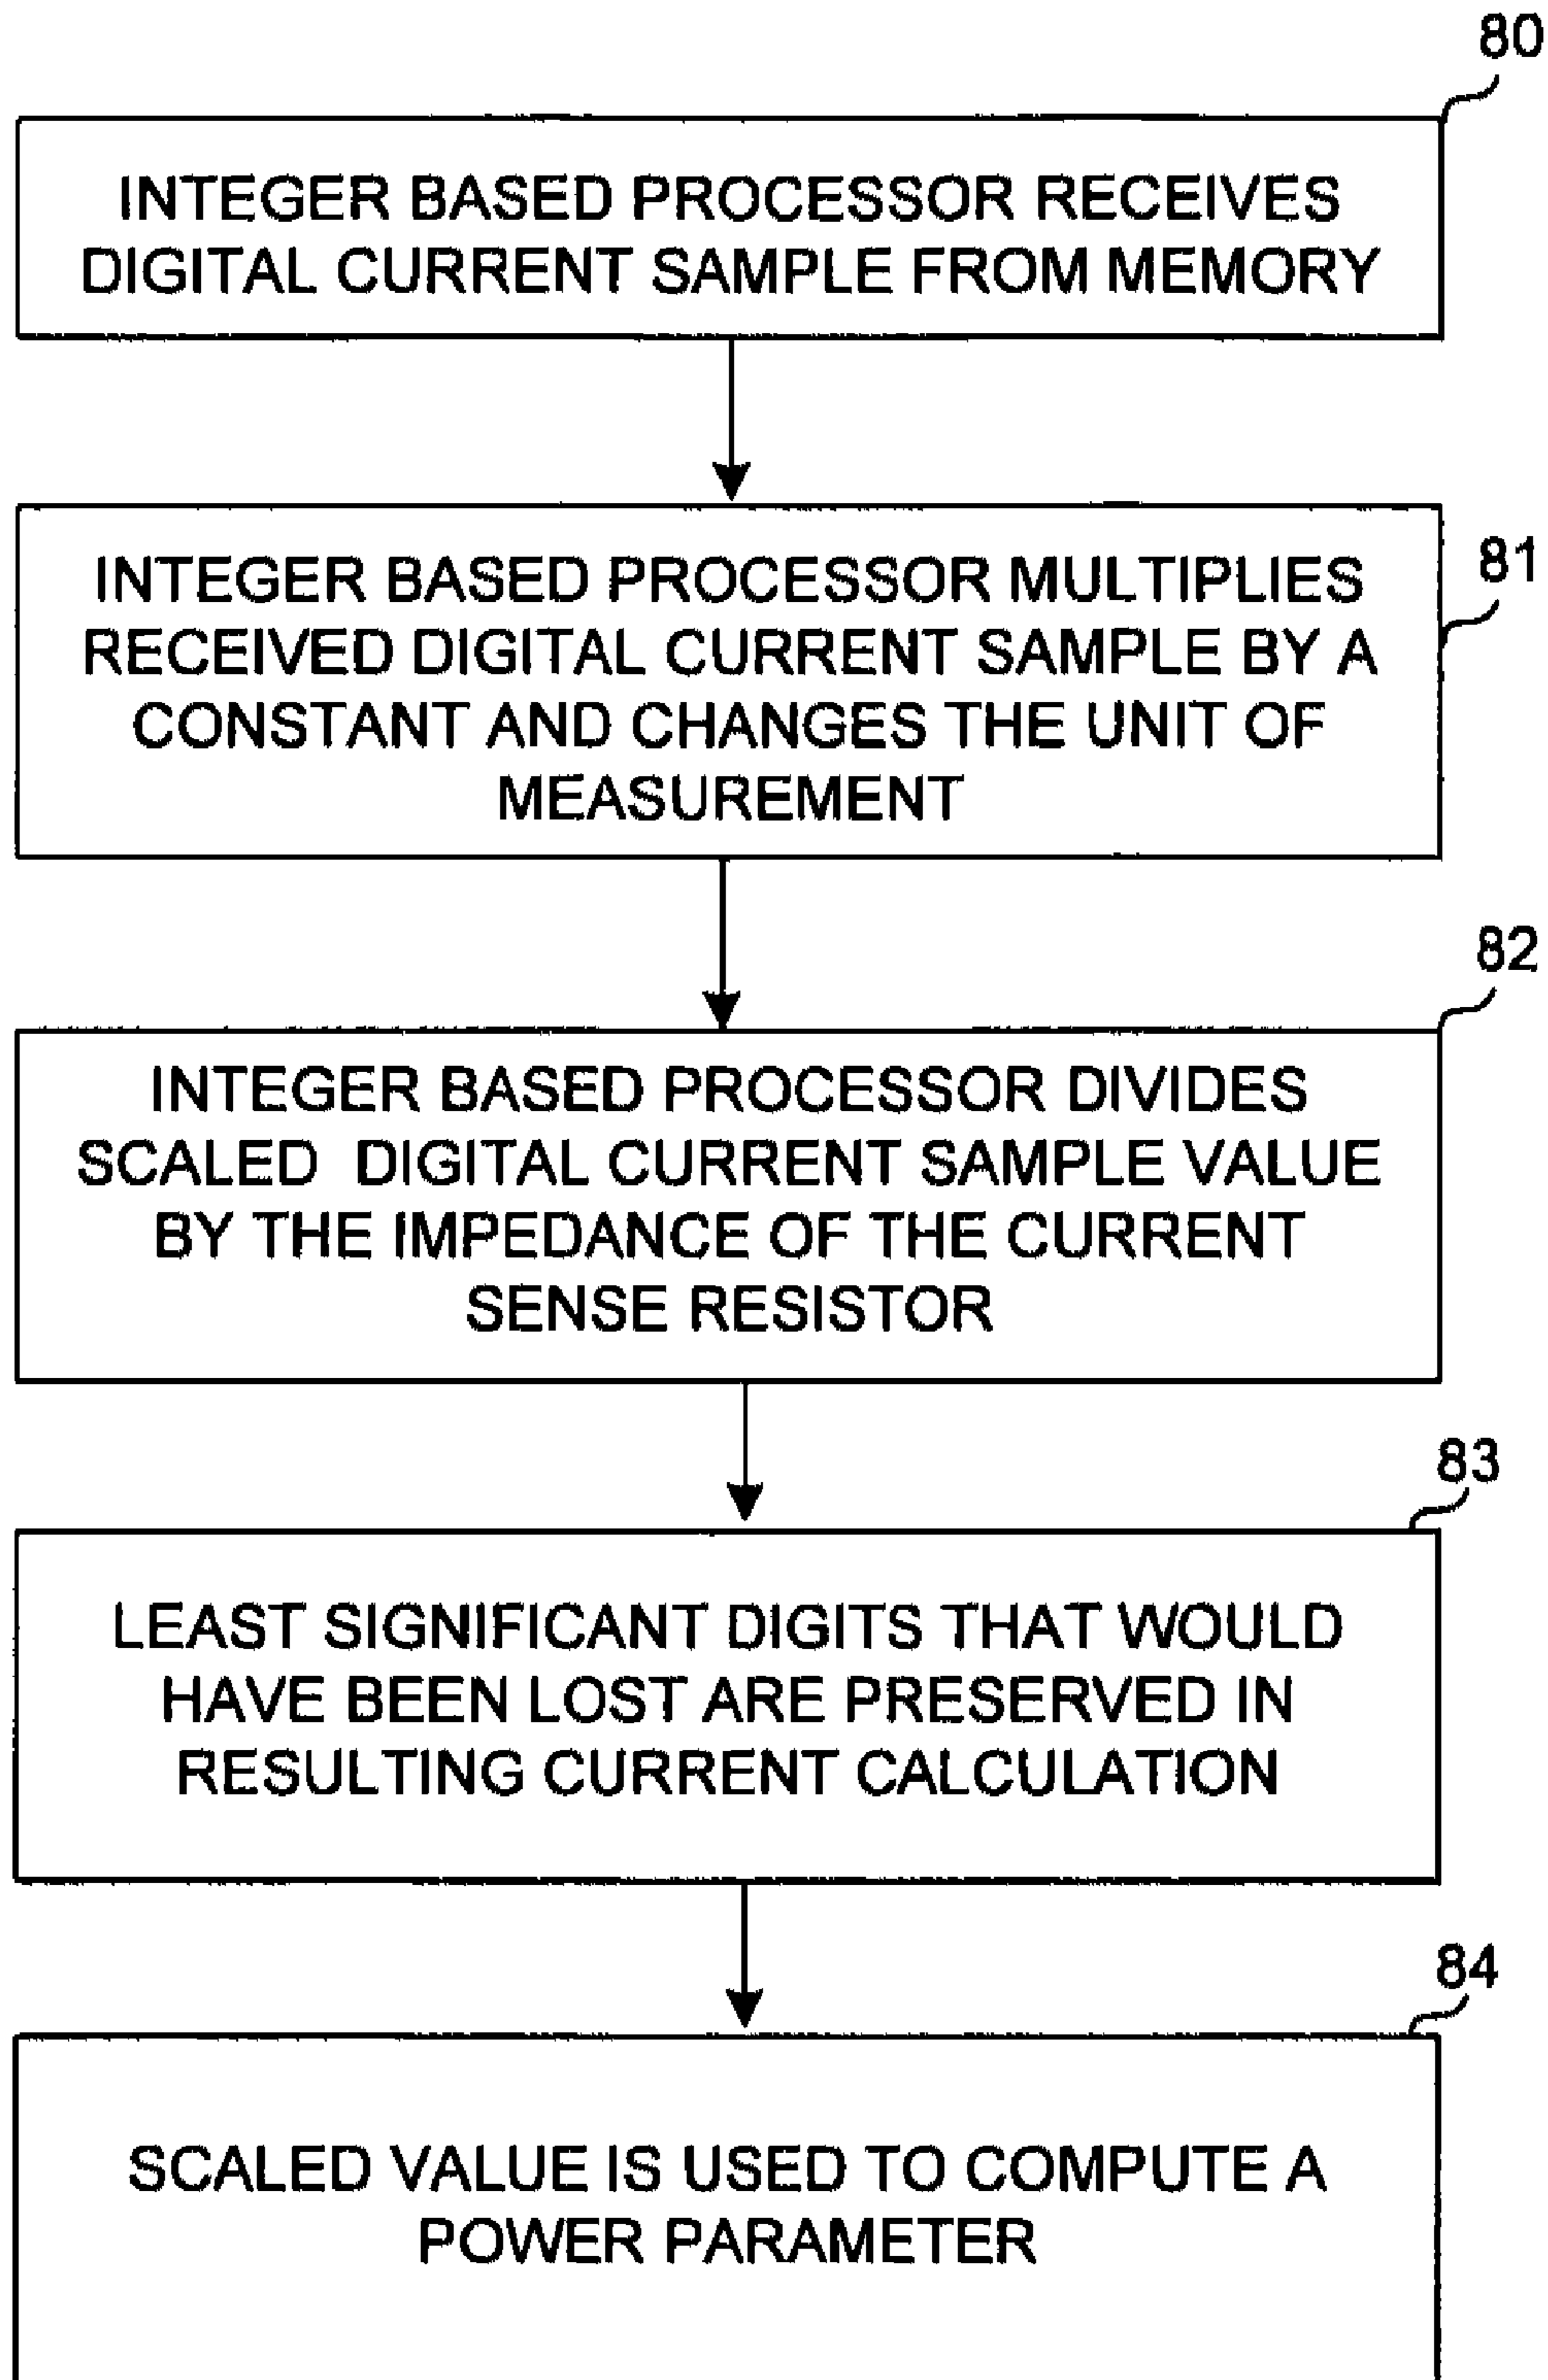 80
INTEGER BASED PROCESSOR RECEIVES
DIGITAL CURRENT SAMPLE FROM MEMORY
81
INTEGER BASED PROCESSOR MULTIPLIES
RECEIVED DIGITAL CURRENT SAMPLE BY A
CONSTANT AND CHANGES THE UNIT OF
MEASUREMENT
82
INTEGER BASED PROCESSOR DIVIDES
SCALED DIGITAL CURRENT SAMPLE VALUE
BY THE IMPEDANCE OF THE CURRENT
SENSE RESISTOR
83
LEAST SIGNIFICANT DIGITS THAT WOULD
HAVE BEEN LOST ARE PRESERVED IN
RESULTING CURRENT CALCULATION
84
SCALED VALUE IS USED TO COMPUTE A
POWER PARAMETER